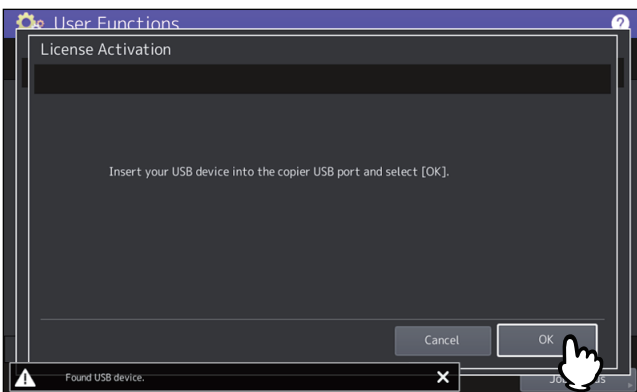 User Functions
?
License Activation
Insert your USB device into the copier USB port and select [OK].
Cancel
OK
Found USB device.